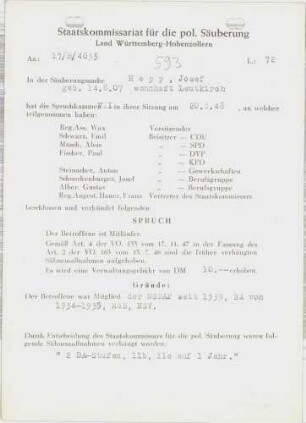 Staatskommissariat für die pol. Säuberung
Land Württemberg-Hohenzollern
Az.: 17/B/4633
593
L.: 72
In der Säuberungssache Hepp, Josef
geb. 14.8.07 wohnhaft Leutkirch
hat die Spruchkammer in ihrer Sitzung am 20.8.48, an welcher
teilgenommen haben:
Reg.Ass. Wax Vorsitzender
Schwarz, Emil Beisitzer — CDU
Munsh, Alois „ — SPD
Fischer, Paul „ — DVP
„ — KPD
Steinacher, Anton „ — Gewerkschaften
Schneckenburger, Josef „ — Berufsgruppe
Alber, Gustav „ — Berufsgruppe
Reg.Angest. Hauer, Franz Vertreter des Staatskommissars
beschlossen und verkündet folgenden
SPRUCH
Der Betroffene ist Mitläufer.
Gemäß Art. 4 der VO. 133 vom 17. 11. 47 in der Fassung des
Art. 2 der VO. 165 vom 13. 7. 48 sind die früher verhängten
Sühnemaßnahmen aufgehoben.
Es wird eine Verwaltungsgebühr von DM 10.-- erhoben.
Gründe:
Der Betroffene war Mitglied der NSDAP seit 1939, SA von
1934-1935, NSV.
Durch Entscheidung des Staatskommissars für die pol. Säuberung waren fol-
gende Sühnemaßnahmen verhängt worden:
" 2 DA-Stufen, 11b, 11c auf 1 Jahr."